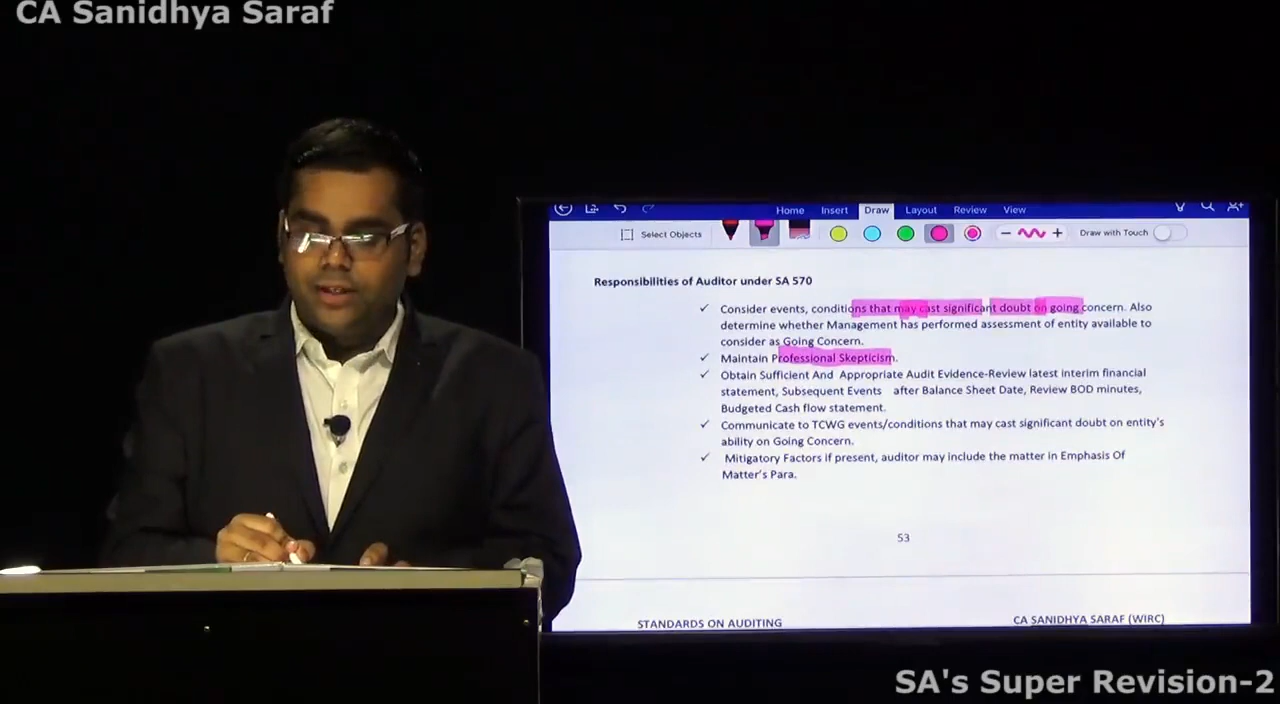 CA Sanidhya Saraf
Home Insert Draw Layout Review View
Select Objects
Draw with Touch
Responsibilities of Auditor under SA 570
✓ Consider events, conditions that may cast significant doubt on going concern. Also
determine whether Management has performed assessment of entity available to
consider as Going Concern.
✓ Maintain Professional Skepticism.
✓ Obtain Sufficient And Appropriate Audit Evidence-Review latest interim financial
statement, Subsequent Events after Balance Sheet Date, Review BOD minutes,
Budgeted Cash flow statement.
✓ Communicate to TCWG events/conditions that may cast significant doubt on entity's
ability on Going Concern.
✓ Mitigatory Factors if present, auditor may include the matter in Emphasis Of
Matter's Para.
53
STANDARDS ON AUDITING
CA SANIDHYA SARAF (WIRC)
SA's Super Revision-2